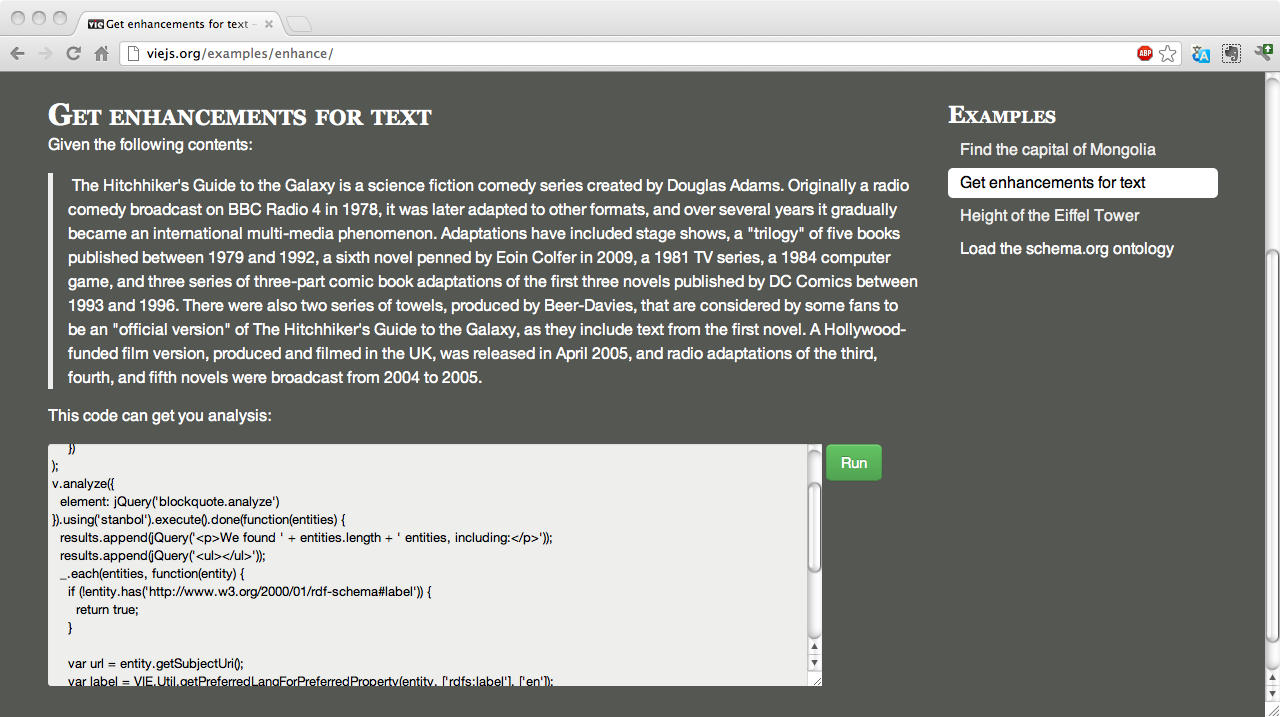 VIE Get enhancements for text –
viejs.org/examples/enhance/
ABP
Get enhancements for text
Given the following contents:
The Hitchhiker's Guide to the Galaxy is a science fiction comedy series created by Douglas Adams. Originally a radio
comedy broadcast on BBC Radio 4 in 1978, it was later adapted to other formats, and over several years it gradually
became an international multi-media phenomenon. Adaptations have included stage shows, a "trilogy" of five books
published between 1979 and 1992, a sixth novel penned by Eoin Colfer in 2009, a 1981 TV series, a 1984 computer
game, and three series of three-part comic book adaptations of the first three novels published by DC Comics between
1993 and 1996. There were also two series of towels, produced by Beer-Davies, that are considered by some fans to
be an "official version" of The Hitchhiker's Guide to the Galaxy, as they include text from the first novel. A Hollywood-
funded film version, produced and filmed in the UK, was released in April 2005, and radio adaptations of the third,
fourth, and fifth novels were broadcast from 2004 to 2005.
This code can get you analysis:
})
);
v.analyze({
element: jQuery('blockquote.analyze')
}).using('stanbol').execute().done(function(entities) {
results.append(jQuery('<p>We found ' + entities.length + ' entities, including:</p>'));
results.append(jQuery('<ul></ul>'));
_.each(entities, function(entity) {
if (!entity.has('http://www.w3.org/2000/01/rdf-schema#label')) {
return true;
}
var url = entity.getSubjectUri();
var label = VIE.Util.getPreferredLangForPreferredProperty(entity, ['rdfs:label'], ['en']);
Run
Examples
Find the capital of Mongolia
Get enhancements for text
Height of the Eiffel Tower
Load the schema.org ontology